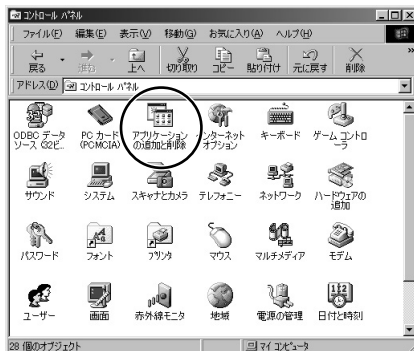 コントロール パネル
ファイル(F) 編集(E) 表示(V) 移動(G) お気に入り(A) ヘルプ(H)
戻る 進む 上へ 切り取り コピー 貼り付け 元に戻す 削除 »
アドレス(D) コントロール パネル
ODBC データ ソース (32ビ...
PC カード (PCMCIA)
アプリケーション の追加と削除
インターネット オプション
キーボード
ゲーム コントロ ーラ
サウンド
システム
スキャナとカメラ
テレフォニー
ネットワーク
ハードウェアの 追加
パスワード
フォント
プリンタ
マウス
マルチメディア
モデム
ユーザー
画面
赤外線モニタ
地域
電源の管理
日付と時刻
28 個のオブジェクト マイ コンピュータ